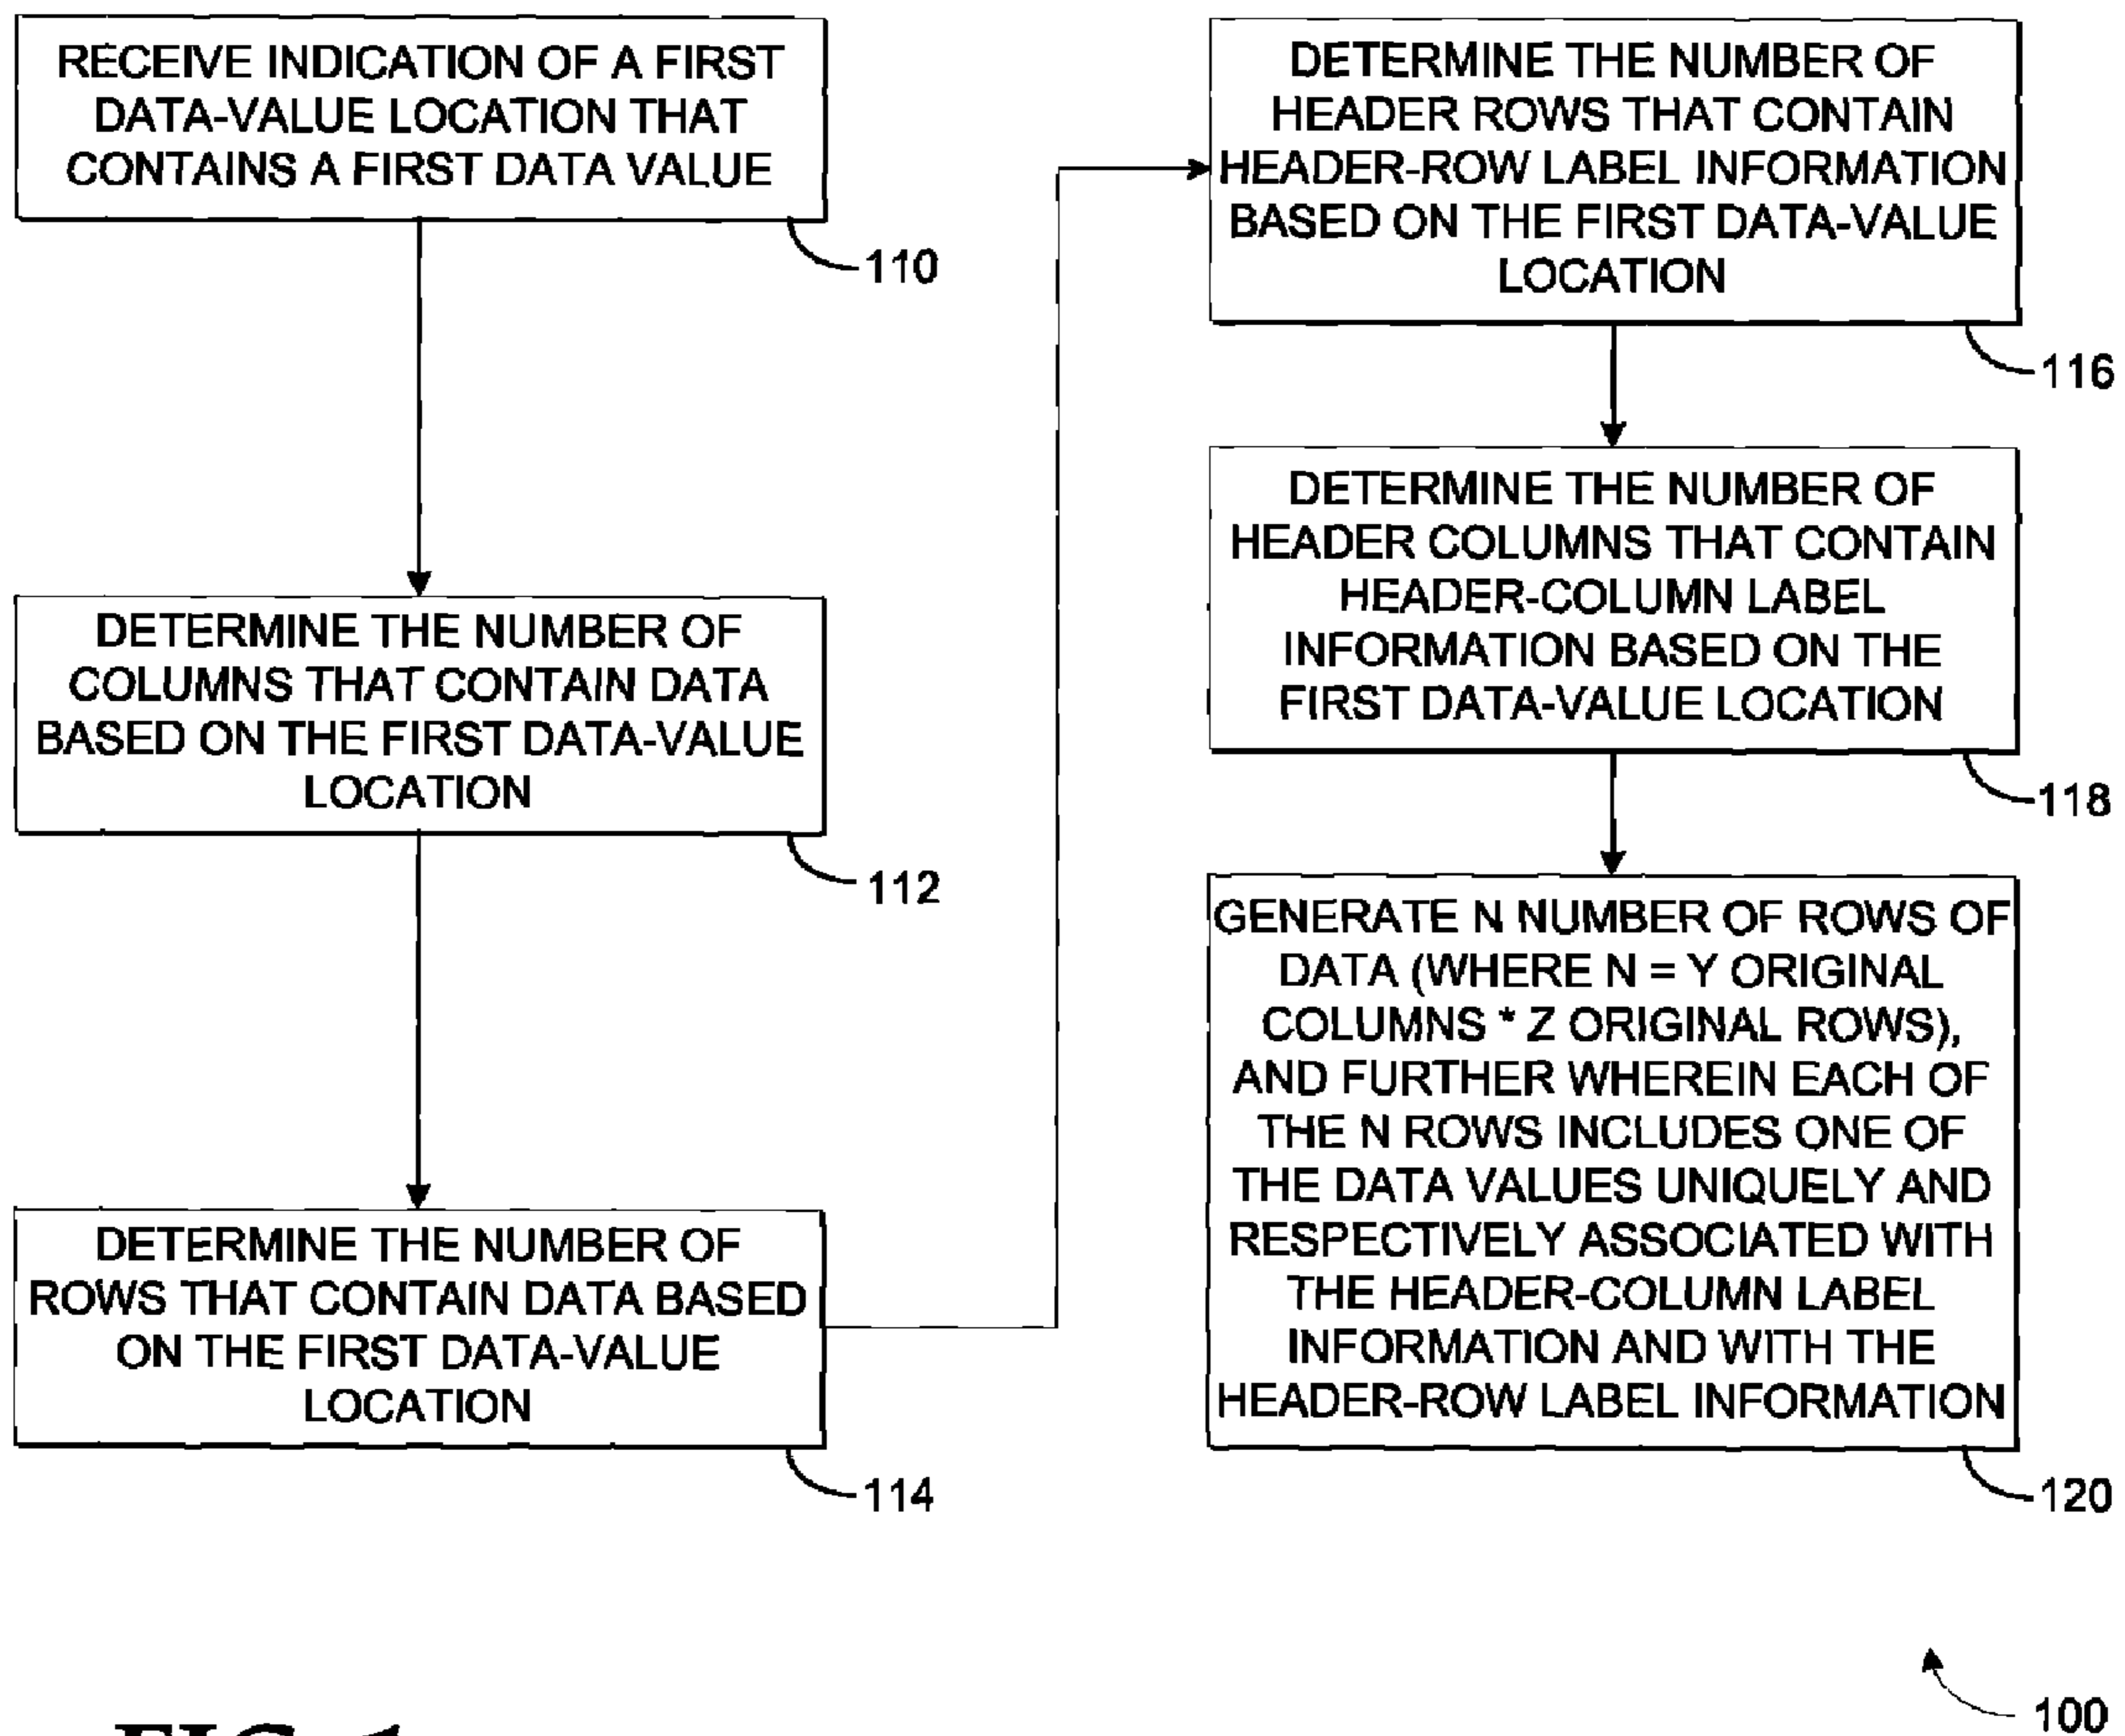 RECEIVE INDICATION OF A FIRST
DATA-VALUE LOCATION THAT
CONTAINS A FIRST DATA VALUE
110
DETERMINE THE NUMBER OF
COLUMNS THAT CONTAIN DATA
BASED ON THE FIRST DATA-VALUE
LOCATION
112
DETERMINE THE NUMBER OF
ROWS THAT CONTAIN DATA BASED
ON THE FIRST DATA-VALUE
LOCATION
114
DETERMINE THE NUMBER OF
HEADER ROWS THAT CONTAIN
HEADER-ROW LABEL INFORMATION
BASED ON THE FIRST DATA-VALUE
LOCATION
116
DETERMINE THE NUMBER OF
HEADER COLUMNS THAT CONTAIN
HEADER-COLUMN LABEL
INFORMATION BASED ON THE
FIRST DATA-VALUE LOCATION
118
GENERATE N NUMBER OF ROWS OF
DATA (WHERE N = Y ORIGINAL
COLUMNS * Z ORIGINAL ROWS),
AND FURTHER WHEREIN EACH OF
THE N ROWS INCLUDES ONE OF
THE DATA VALUES UNIQUELY AND
RESPECTIVELY ASSOCIATED WITH
THE HEADER-COLUMN LABEL
INFORMATION AND WITH THE
HEADER-ROW LABEL INFORMATION
120
100